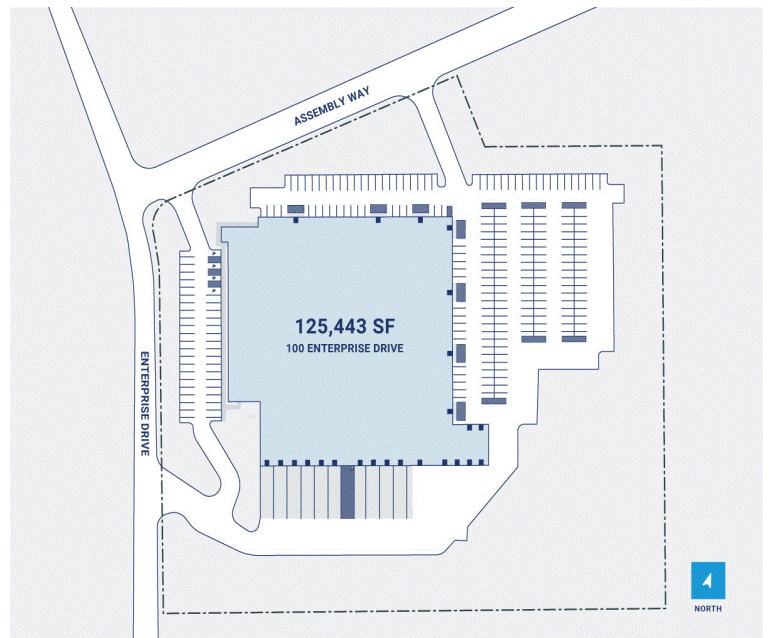 ASSEMBLY WAY
125,443 SF
100 ENTERPRISE DRIVE
ENTERPRISE DRIVE
NORTH